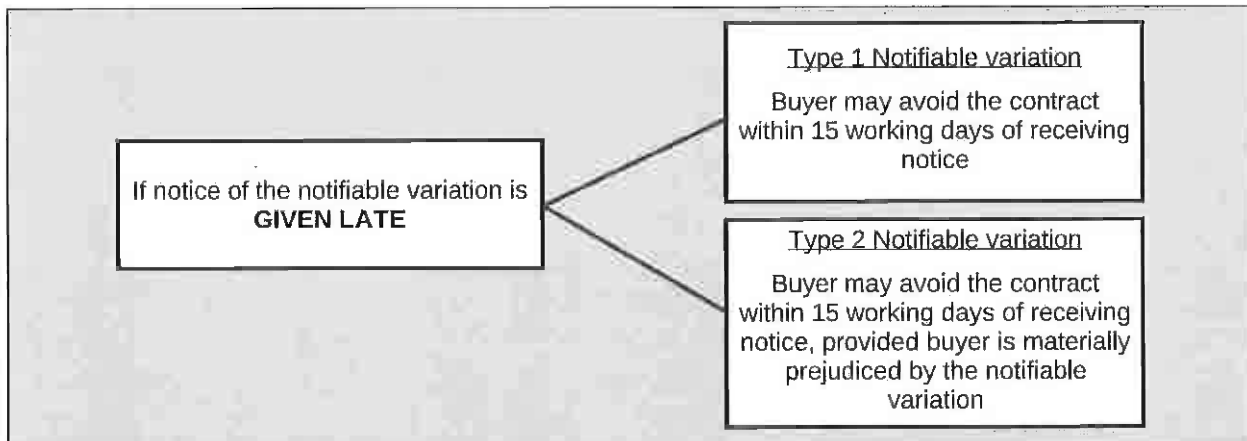 If notice of the notifiable variation is
GIVEN LATE
Type 1 Notifiable variation
Buyer may avoid the contract
within 15 working days of receiving
notice
Type 2 Notifiable variation
Buyer may avoid the contract
within 15 working days of receiving
notice, provided buyer is materially
prejudiced by the notifiable
variation